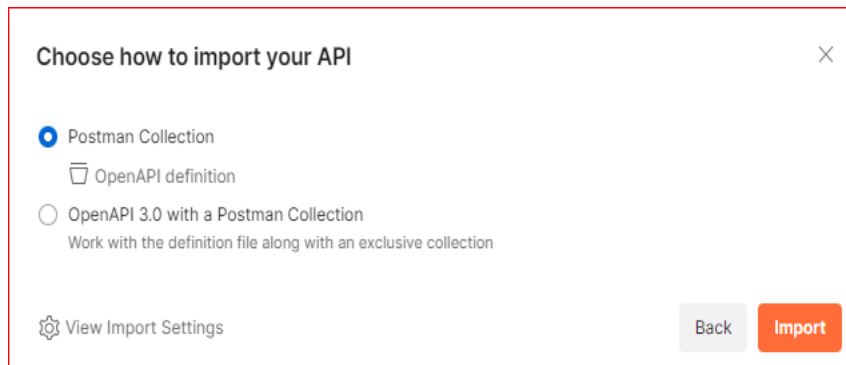 Choose how to import your API
Postman Collection
OpenAPI definition
OpenAPI 3.0 with a Postman Collection
Work with the definition file along with an exclusive collection
View Import Settings
Back
Import